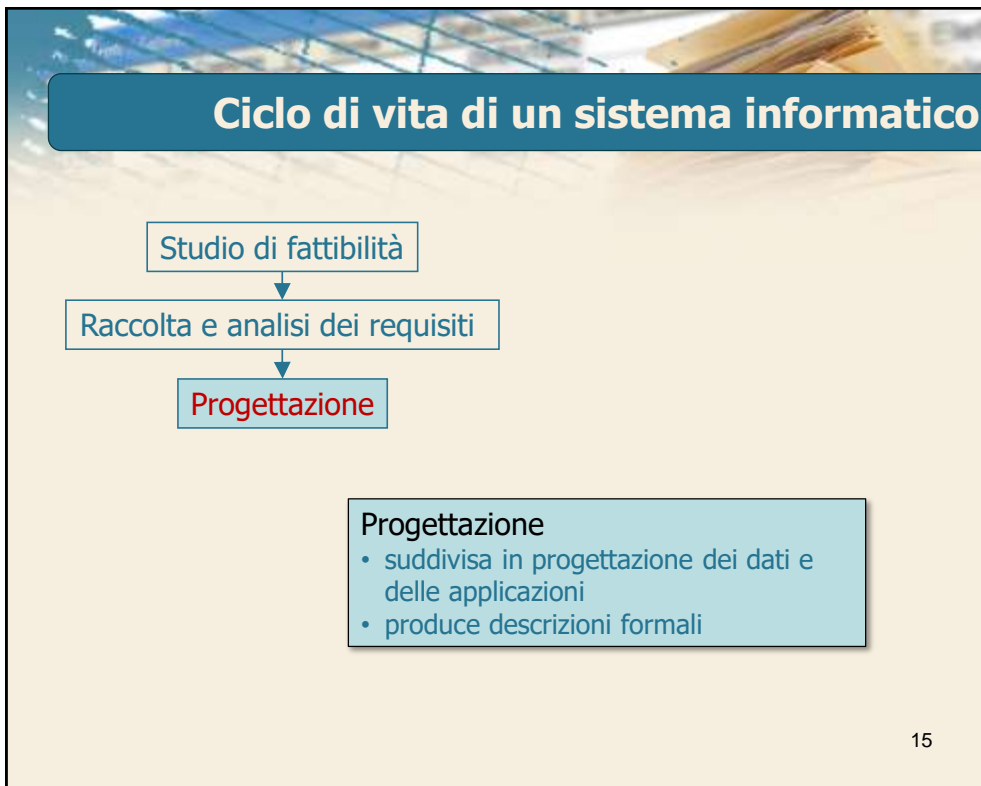 Ciclo di vita di un sistema informatico
Studio di fattibilità
Raccolta e analisi dei requisiti
Progettazione
Progettazione
• suddivisa in progettazione dei dati e
delle applicazioni
• produce descrizioni formali
15